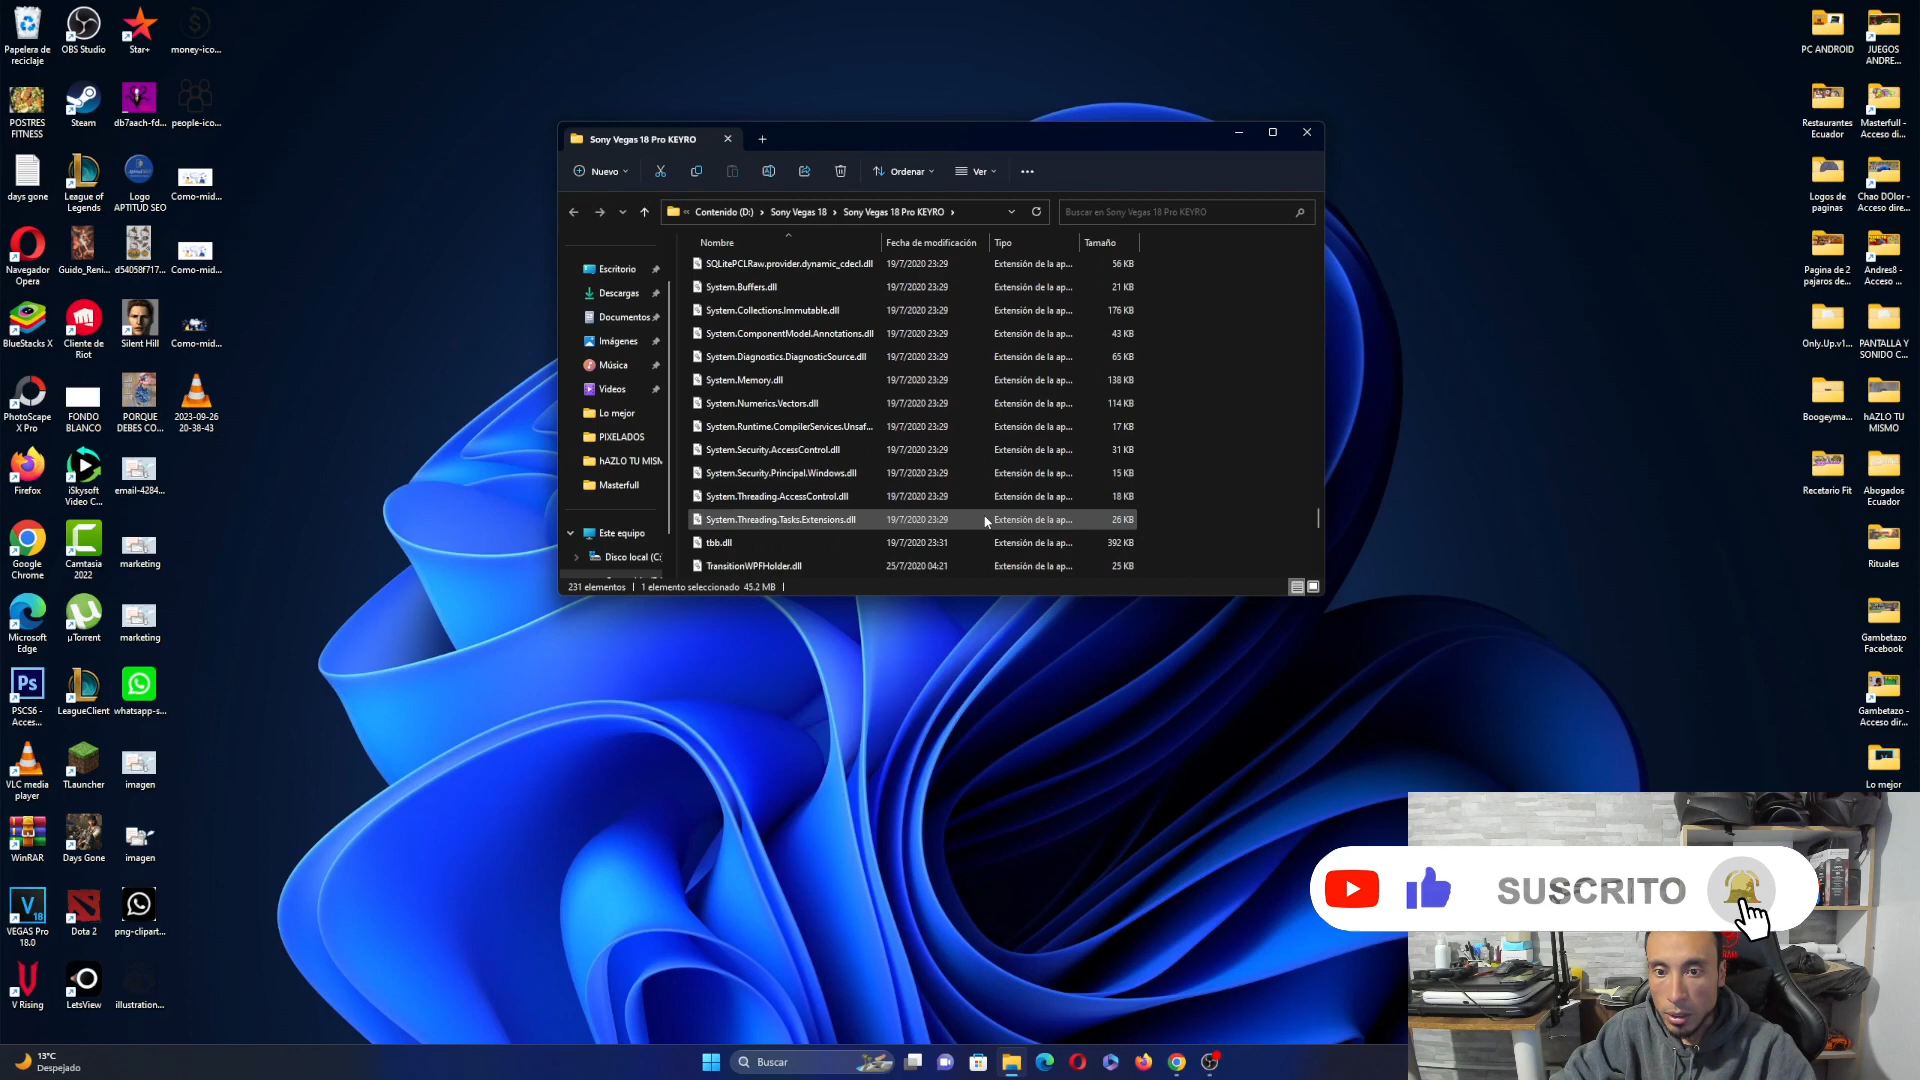 Papelera de
reciclaje
OBS Studio
Star+
money-ico...
POSTRES
FITNESS
Steam
db7aach-fd...
people-ico...
days gone
League of
Legends
Logo
APTITUD SEO
Como-mid...
Navegador
Opera
Guido_Reni...
d54058f717...
Como-mid...
BlueStacks X
Cliente de
Riot
Silent Hill
Como-mid...
PhotoScape
X Pro
FONDO
BLANCO
PORQUE
DEBES CO...
2023-09-26
20-38-43
Firefox
iSkysoft
Video C...
email-4284...
Google
Chrome
Camtasia
2022
marketing
Microsoft
Edge
µTorrent
marketing
PSCS6 -
Acces...
LeagueClient
whatsapp-s...
VLC media
player
TLauncher
imagen
WinRAR
Days Gone
imagen
VEGAS Pro
18.0
Dota 2
png-clipart...
V Rising
LetsView
illustration...
Sony Vegas 18 Pro KEYRO
Nuevo
Ordenar
Ver
Contenido (D:) › Sony Vegas 18 › Sony Vegas 18 Pro KEYRO ›
Buscar en Sony Vegas 18 Pro KEYRO
Nombre Fecha de modificación Tipo Tamaño
SQLitePCLRaw.provider.dynamic_cdecl.dll 19/7/2020 23:29 Extensión de la ap... 56 KB
System.Buffers.dll 19/7/2020 23:29 Extensión de la ap... 21 KB
System.Collections.Immutable.dll 19/7/2020 23:29 Extensión de la ap... 176 KB
System.ComponentModel.Annotations.dll 19/7/2020 23:29 Extensión de la ap... 43 KB
System.Diagnostics.DiagnosticSource.dll 19/7/2020 23:29 Extensión de la ap... 65 KB
System.Memory.dll 19/7/2020 23:29 Extensión de la ap... 138 KB
System.Numerics.Vectors.dll 19/7/2020 23:29 Extensión de la ap... 114 KB
System.Runtime.CompilerServices.Unsaf... 19/7/2020 23:29 Extensión de la ap... 17 KB
System.Security.AccessControl.dll 19/7/2020 23:29 Extensión de la ap... 31 KB
System.Security.Principal.Windows.dll 19/7/2020 23:29 Extensión de la ap... 15 KB
System.Threading.AccessControl.dll 19/7/2020 23:29 Extensión de la ap... 18 KB
System.Threading.Tasks.Extensions.dll 19/7/2020 23:29 Extensión de la ap... 26 KB
tbb.dll 19/7/2020 23:31 Extensión de la ap... 392 KB
TransitionWPFHolder.dll 25/7/2020 04:21 Extensión de la ap... 25 KB
Escritorio
Descargas
Documentos
Imágenes
Música
Videos
Lo mejor
PIXELADOS
hAZLO TU MISM
Masterfull
Este equipo
Disco local (C:
231 elementos 1 elemento seleccionado 45.2 MB
PC ANDROID
JUEGOS
ANDRE...
Restaurantes
Ecuador
Masterfull -
Acceso di...
Logos de
paginas
Chao DOlor -
Acceso dire...
Pagina de 2
pajaros de...
Andres8 -
Acceso ...
Only.Up.v1...
PANTALLA Y
SONIDO C...
Boogeyma...
hAZLO TU
MISMO
Recetario Fit
Abogados
Ecuador
Rituales
Gambetazo
Facebook
Gambetazo -
Acceso dir...
Lo mejor
SUSCRITO
13°C
Despejado
Buscar